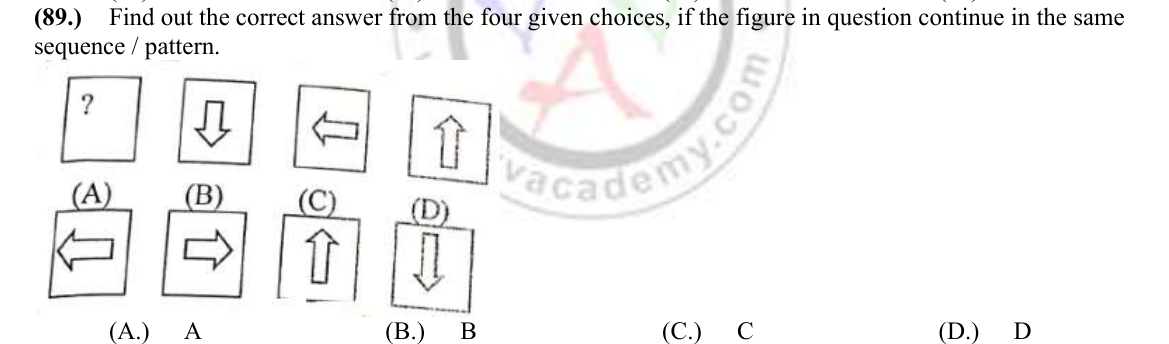 (89.) Find out the correct answer from the four given choices, if the figure in question continue in the same
sequence / pattern.
?
(A) (B) (C) (D)
vacademy.com
(A.) A (B.) B (C.) C (D.) D